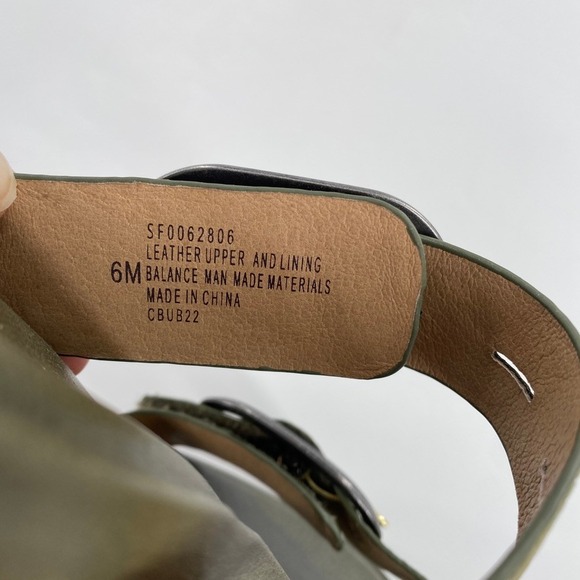 SF0062806
LEATHER UPPER AND LINING
6M BALANCE MAN MADE MATERIALS
MADE IN CHINA
CBUB22